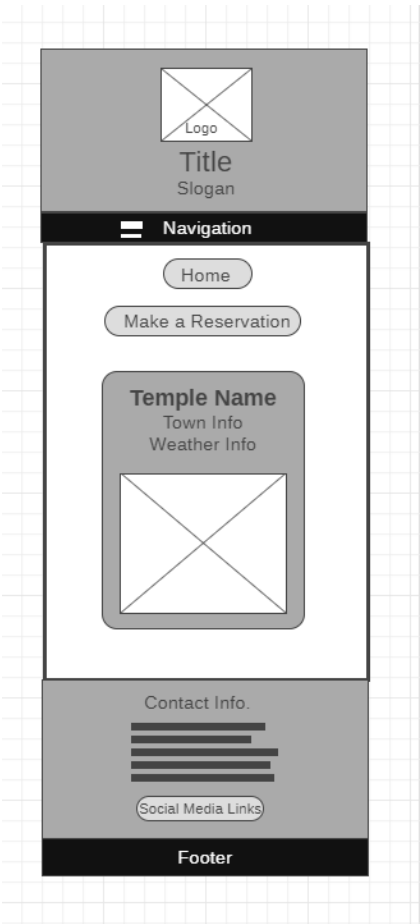 Logo
Title
Slogan
Navigation
Home
Make a Reservation
Temple Name
Town Info
Weather Info
Contact Info.
Social Media Links
Footer